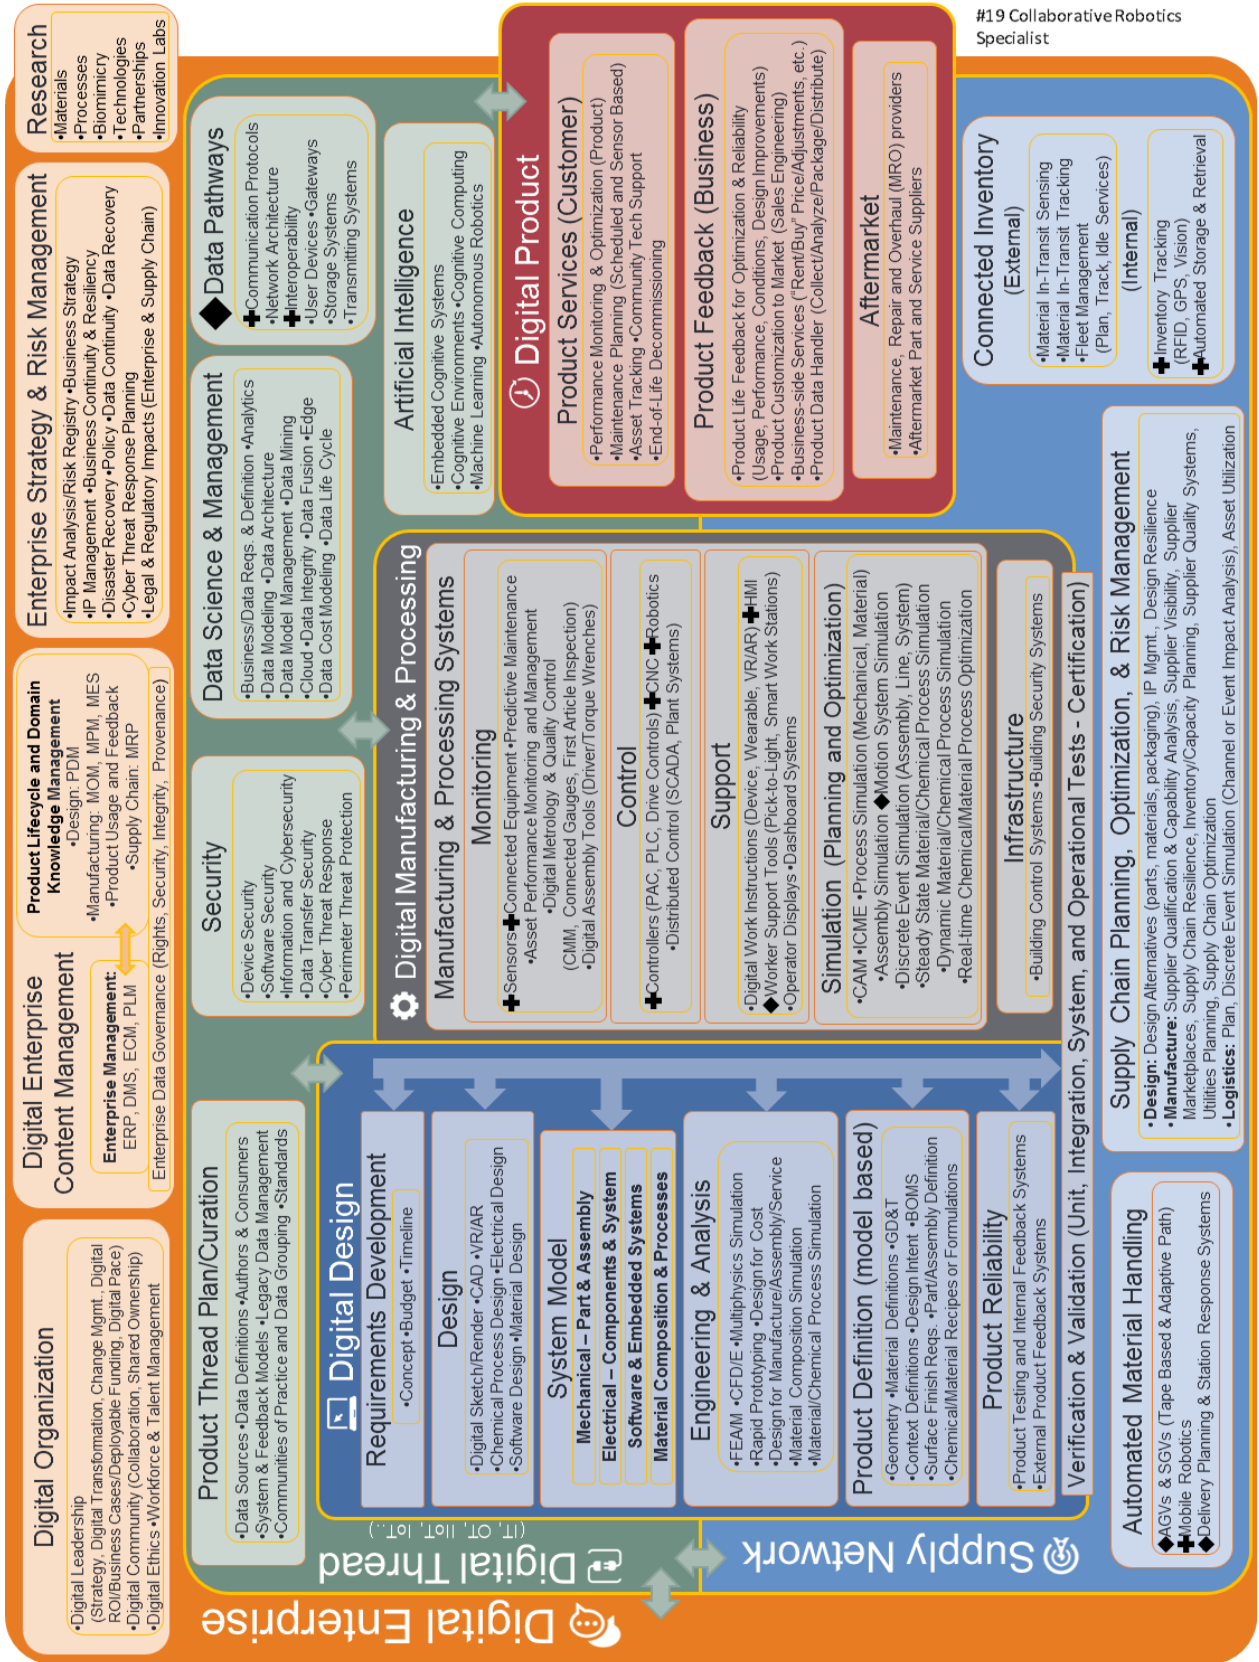 #19 Collaborative Robotics
Specialist
Digital Enterprise
Digital Organization
•Digital Leadership
(Strategy, Digital Transformation, Change Mgmt., Digital
ROI/Business Cases/Deployable Funding, Digital Pace)
•Digital Community (Collaboration, Shared Ownership)
•Digital Ethics •Workforce & Talent Management
Digital Enterprise
Content Management
Enterprise Management:
ERP, DMS, ECM, PLM
Product Lifecycle and Domain
Knowledge Management
•Design: PDM
•Manufacturing: MOM, MPM, MES
•Product Usage and Feedback
•Supply Chain: MRP
Enterprise Data Governance (Rights, Security, Integrity, Provenance)
Enterprise Strategy & Risk Management
•Impact Analysis/Risk Registry •Business Strategy
•IP Management •Business Continuity & Resiliency
•Disaster Recovery •Policy •Data Continuity •Data Recovery
•Cyber Threat Response Planning
•Legal & Regulatory Impacts (Enterprise & Supply Chain)
Research
•Materials
•Processes
•Biomimicry
•Technologies
•Partnerships
•Innovation Labs
Digital Thread
(IT, OT, IIoT, IoT...)
Product Thread Plan/Curation
•Data Sources •Data Definitions •Authors & Consumers
•System & Feedback Models •Legacy Data Management
•Communities of Practice and Data Grouping •Standards
Security
•Device Security
•Software Security
•Information and Cybersecurity
•Data Transfer Security
•Cyber Threat Response
•Perimeter Threat Protection
Data Science & Management
•Business/Data Reqs. & Definition •Analytics
•Data Modeling •Data Architecture
•Data Model Management •Data Mining
•Cloud •Data Integrity •Data Fusion •Edge
•Data Cost Modeling •Data Life Cycle
◆ Data Pathways
✚Communication Protocols
•Network Architecture
✚Interoperability
•User Devices •Gateways
•Storage Systems
•Transmitting Systems
Artificial Intelligence
•Embedded Cognitive Systems
•Cognitive Environments •Cognitive Computing
•Machine Learning •Autonomous Robotics
Digital Design
Requirements Development
•Concept •Budget •Timeline
Design
•Digital Sketch/Render •CAD •VR/AR
•Chemical Process Design •Electrical Design
•Software Design •Material Design
System Model
Mechanical – Part & Assembly
Electrical – Components & System
Software & Embedded Systems
Material Composition & Processes
Engineering & Analysis
•FEA/M •CFD/E •Multiphysics Simulation
•Rapid Prototyping •Design for Cost
•Design for Manufacture/Assembly/Service
•Material Composition Simulation
•Material/Chemical Process Simulation
Product Definition (model based)
•Geometry •Material Definitions •GD&T
•Context Definitions •Design Intent •BOMS
•Surface Finish Reqs. •Part/Assembly Definition
•Chemical/Material Recipes or Formulations
Product Reliability
•Product Testing and Internal Feedback Systems
•External Product Feedback Systems
Digital Manufacturing & Processing
Manufacturing & Processing Systems
Monitoring
✚Sensors ✚Connected Equipment •Predictive Maintenance
•Asset Performance Monitoring and Management
•Digital Metrology & Quality Control
(CMM, Connected Gauges, First Article Inspection)
•Digital Assembly Tools (Driver/Torque Wrenches)
Control
✚Controllers (PAC, PLC, Drive Controls) ✚CNC ✚Robotics
•Distributed Control (SCADA, Plant Systems)
Support
•Digital Work Instructions (Device, Wearable, VR/AR) ✚HMI
◆Worker Support Tools (Pick-to-Light, Smart Work Stations)
•Operator Displays •Dashboard Systems
Simulation (Planning and Optimization)
•CAM •ICME •Process Simulation (Mechanical, Material)
•Assembly Simulation ◆Motion System Simulation
•Discrete Event Simulation (Assembly, Line, System)
•Steady State Material/Chemical Process Simulation
•Dynamic Material/Chemical Process Simulation
•Real-time Chemical/Material Process Optimization
Infrastructure
•Building Control Systems •Building Security Systems
Verification & Validation (Unit, Integration, System, and Operational Tests - Certification)
Digital Product
Product Services (Customer)
•Performance Monitoring & Optimization (Product)
•Maintenance Planning (Scheduled and Sensor Based)
•Asset Tracking •Community Tech Support
•End-of-Life Decommissioning
Product Feedback (Business)
•Product Life Feedback for Optimization & Reliability
(Usage, Performance, Conditions, Design Improvements)
•Product Customization to Market (Sales Engineering)
•Business-side Services ("Rent/Buy" Price/Adjustments, etc.)
•Product Data Handler (Collect/Analyze/Package/Distribute)
Aftermarket
•Maintenance, Repair and Overhaul (MRO) providers
•Aftermarket Part and Service Suppliers
Supply Network
Automated Material Handling
◆AGVs & SGVs (Tape Based & Adaptive Path)
✚Mobile Robotics
◆Delivery Planning & Station Response Systems
Supply Chain Planning, Optimization, & Risk Management
•Design: Design Alternatives (parts, materials, packaging), IP Mgmt., Design Resilience
•Manufacture: Supplier Qualification & Capability Analysis, Supplier Visibility, Supplier
Marketplaces, Supply Chain Resilience, Inventory/Capacity Planning, Supplier Quality Systems,
Utilities Planning, Supply Chain Optimization
•Logistics: Plan, Discrete Event Simulation (Channel or Event Impact Analysis), Asset Utilization
Connected Inventory
(External)
•Material In-Transit Sensing
•Material In-Transit Tracking
•Fleet Management
(Plan, Track, Idle Services)
(Internal)
✚Inventory Tracking
(RFID, GPS, Vision)
✚Automated Storage & Retrieval